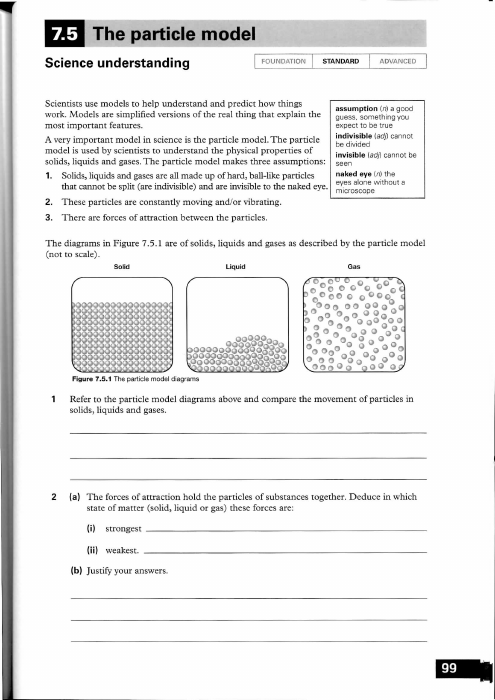 7.5 The particle model
Science understanding
FOUNDATION STANDARD ADVANCED
Scientists use models to help understand and predict how things
work. Models are simplified versions of the real thing that explain the
most important features.
A very important model in science is the particle model. The particle
model is used by scientists to understand the physical properties of
solids, liquids and gases. The particle model makes three assumptions:
1. Solids, liquids and gases are all made up of hard, ball-like particles
that cannot be split (are indivisible) and are invisible to the naked eye.
2. These particles are constantly moving and/or vibrating.
3. There are forces of attraction between the particles.
assumption (n) a good
guess, something you
expect to be true
indivisible (adj) cannot
be divided
invisible (adj) cannot be
seen
naked eye (n) the
eyes alone without a
microscope
The diagrams in Figure 7.5.1 are of solids, liquids and gases as described by the particle model
(not to scale).
Solid Liquid Gas
Figure 7.5.1 The particle model diagrams
1 Refer to the particle model diagrams above and compare the movement of particles in
solids, liquids and gases.
2 (a) The forces of attraction hold the particles of substances together. Deduce in which
state of matter (solid, liquid or gas) these forces are:
(i) strongest
(ii) weakest.
(b) Justify your answers.
99